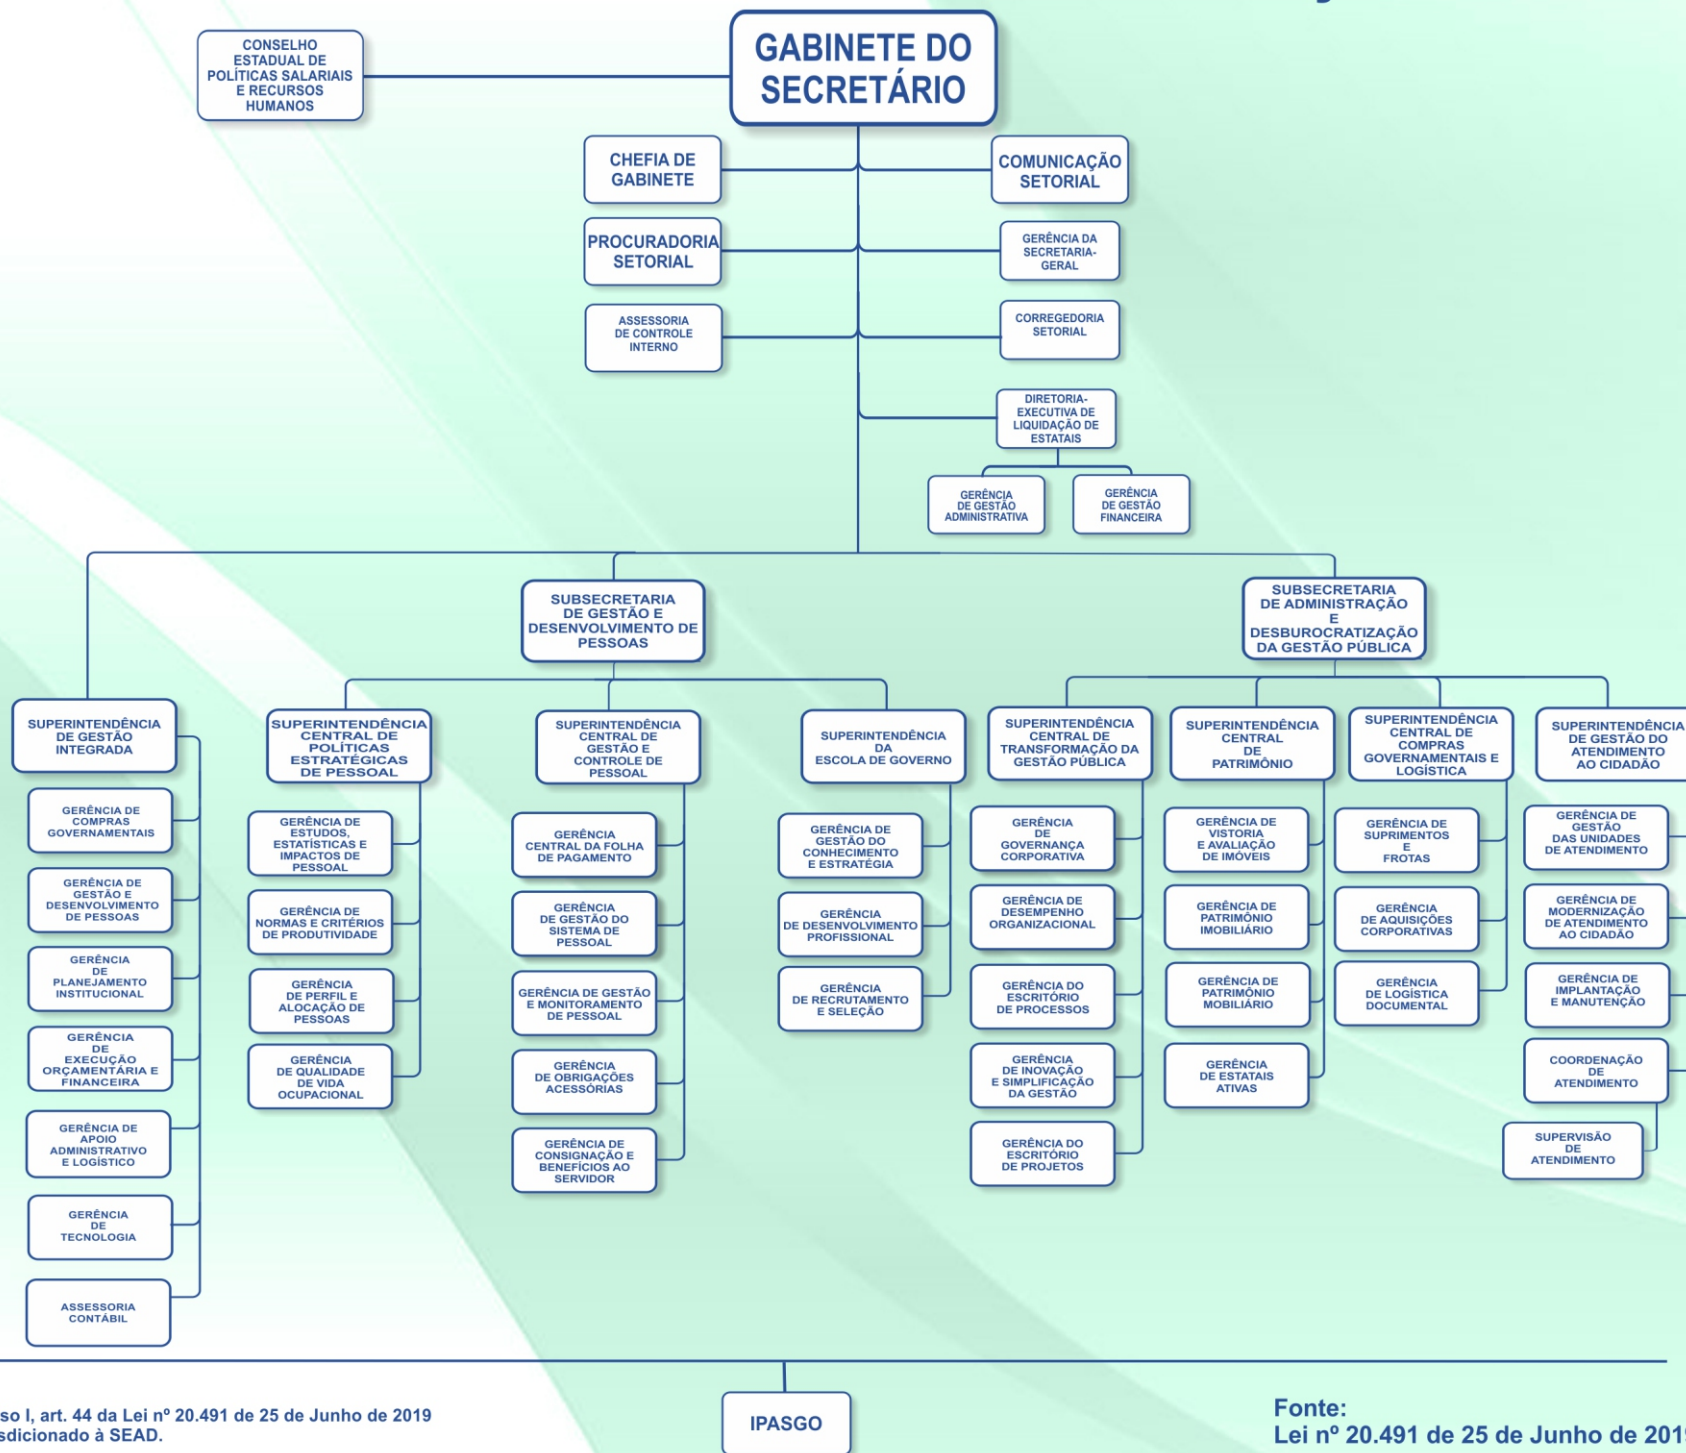 GABINETE DO
SECRETÁRIO
CONSELHO
ESTADUAL DE
POLÍTICAS SALARIAIS
E RECURSOS
HUMANOS
CHEFIA DE
GABINETE
COMUNICAÇÃO
SETORIAL
PROCURADORIA
SETORIAL
GERÊNCIA DA
SECRETARIA-
GERAL
ASSESSORIA
DE CONTROLE
INTERNO
CORREGEDORIA
SETORIAL
DIRETORIA-
EXECUTIVA DE
LIQUIDAÇÃO DE
ESTATAIS
GERÊNCIA
DE GESTÃO
ADMINISTRATIVA
GERÊNCIA
DE GESTÃO
FINANCEIRA
SUBSECRETARIA
DE GESTÃO E
DESENVOLVIMENTO DE
PESSOAS
SUBSECRETARIA
DE ADMINISTRAÇÃO
E
DESBUROCRATIZAÇÃO
DA GESTÃO PÚBLICA
SUPERINTENDÊNCIA
DE GESTÃO
INTEGRADA
GERÊNCIA DE
COMPRAS
GOVERNAMENTAIS
GERÊNCIA DE
GESTÃO E
DESENVOLVIMENTO
DE PESSOAS
GERÊNCIA
DE
PLANEJAMENTO
INSTITUCIONAL
GERÊNCIA
DE
EXECUÇÃO
ORÇAMENTÁRIA E
FINANCEIRA
GERÊNCIA DE
APOIO
ADMINISTRATIVO
E LOGÍSTICO
GERÊNCIA
DE
TECNOLOGIA
ASSESSORIA
CONTÁBIL
SUPERINTENDÊNCIA
CENTRAL DE
POLÍTICAS
ESTRATÉGICAS
DE PESSOAL
GERÊNCIA DE
ESTUDOS,
ESTATÍSTICAS E
IMPACTOS DE
PESSOAL
GERÊNCIA DE
NORMAS E CRITÉRIOS
DE PRODUTIVIDADE
GERÊNCIA
DE PERFIL E
ALOCAÇÃO DE
PESSOAS
GERÊNCIA
DE QUALIDADE
DE VIDA
OCUPACIONAL
SUPERINTENDÊNCIA
CENTRAL DE
GESTÃO E
CONTROLE DE
PESSOAL
GERÊNCIA
CENTRAL DA FOLHA
DE PAGAMENTO
GERÊNCIA
DE GESTÃO DO
SISTEMA DE
PESSOAL
GERÊNCIA DE GESTÃO
E MONITORAMENTO
DE PESSOAL
GERÊNCIA
DE OBRIGAÇÕES
ACESSÓRIAS
GERÊNCIA DE
CONSIGNAÇÃO E
BENEFÍCIOS AO
SERVIDOR
SUPERINTENDÊNCIA
DA
ESCOLA DE GOVERNO
GERÊNCIA DE
GESTÃO DO
CONHECIMENTO
E ESTRATÉGIA
GERÊNCIA
DE DESENVOLVIMENTO
PROFISSIONAL
GERÊNCIA
DE RECRUTAMENTO
E SELEÇÃO
SUPERINTENDÊNCIA
CENTRAL DE
TRANSFORMAÇÃO DA
GESTÃO PÚBLICA
GERÊNCIA
DE
GOVERNANÇA
CORPORATIVA
GERÊNCIA DE
DESEMPENHO
ORGANIZACIONAL
GERÊNCIA DO
ESCRITÓRIO
DE PROCESSOS
GERÊNCIA
DE INOVAÇÃO
E SIMPLIFICAÇÃO
DA GESTÃO
GERÊNCIA DO
ESCRITÓRIO
DE PROJETOS
SUPERINTENDÊNCIA
CENTRAL
DE
PATRIMÔNIO
GERÊNCIA DE
VISTORIA
E AVALIAÇÃO
DE IMÓVEIS
GERÊNCIA DE
PATRIMÔNIO
IMOBILIÁRIO
GERÊNCIA DE
PATRIMÔNIO
MOBILIÁRIO
GERÊNCIA
DE ESTATAIS
ATIVAS
SUPERINTENDÊNCIA
CENTRAL DE
COMPRAS
GOVERNAMENTAIS E
LOGÍSTICA
GERÊNCIA DE
SUPRIMENTOS
E
FROTAS
GERÊNCIA
DE AQUISIÇÕES
CORPORATIVAS
GERÊNCIA
DE LOGÍSTICA
DOCUMENTAL
SUPERINTENDÊNCIA
DE GESTÃO DO
ATENDIMENTO
AO CIDADÃO
GERÊNCIA DE
GESTÃO
DAS UNIDADES
DE ATENDIMENTO
GERÊNCIA DE
MODERNIZAÇÃO
DE ATENDIMENTO
AO CIDADÃO
GERÊNCIA DE
IMPLANTAÇÃO
E MANUTENÇÃO
COORDENAÇÃO
DE
ATENDIMENTO
SUPERVISÃO
DE
ATENDIMENTO
so I, art. 44 da Lei nº 20.491 de 25 de Junho de 2019
sdicionado à SEAD.
IPASGO
Fonte:
Lei nº 20.491 de 25 de Junho de 2019